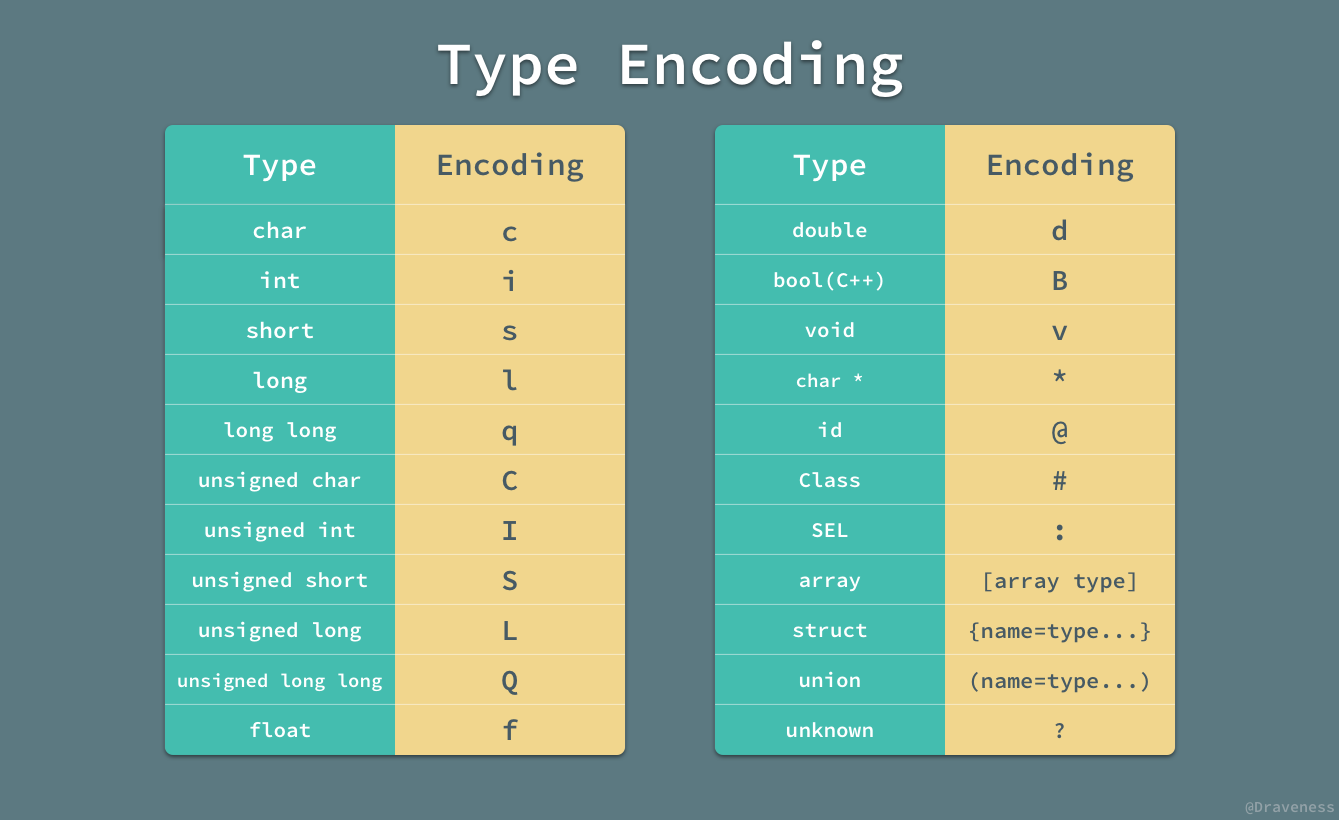 Type Encoding
Type Encoding
char c
int i
short s
long l
long long q
unsigned char C
unsigned int I
unsigned short S
unsigned long L
unsigned long long Q
float f
Type Encoding
double d
bool(C++) B
void v
char * *
id @
Class #
SEL :
array [array type]
struct {name=type...}
union (name=type...)
unknown ?
@Draveness